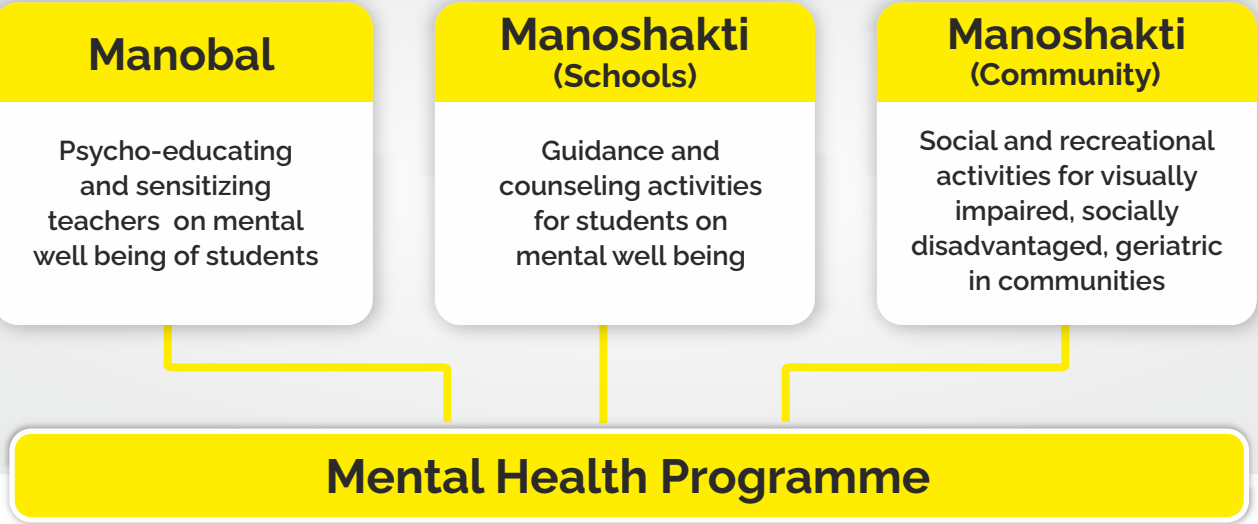 Manobal
Psycho-educating
and sensitizing
teachers on mental
well being of students
Manoshakti
(Schools)
Guidance and
counseling activities
for students on
mental well being
Manoshakti
(Community)
Social and recreational
activities for visually
impaired, socially
disadvantaged, geriatric
in communities
Mental Health Programme